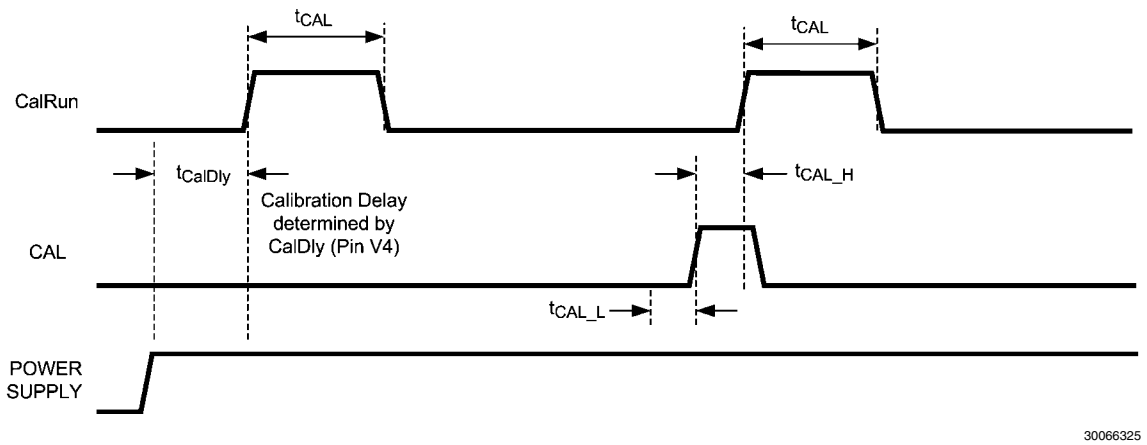 tCAL
tCAL
CalRun
tCalDly
tCAL_H
Calibration Delay
determined by
CalDly (Pin V4)
CAL
tCAL_L
POWER
SUPPLY
30066325